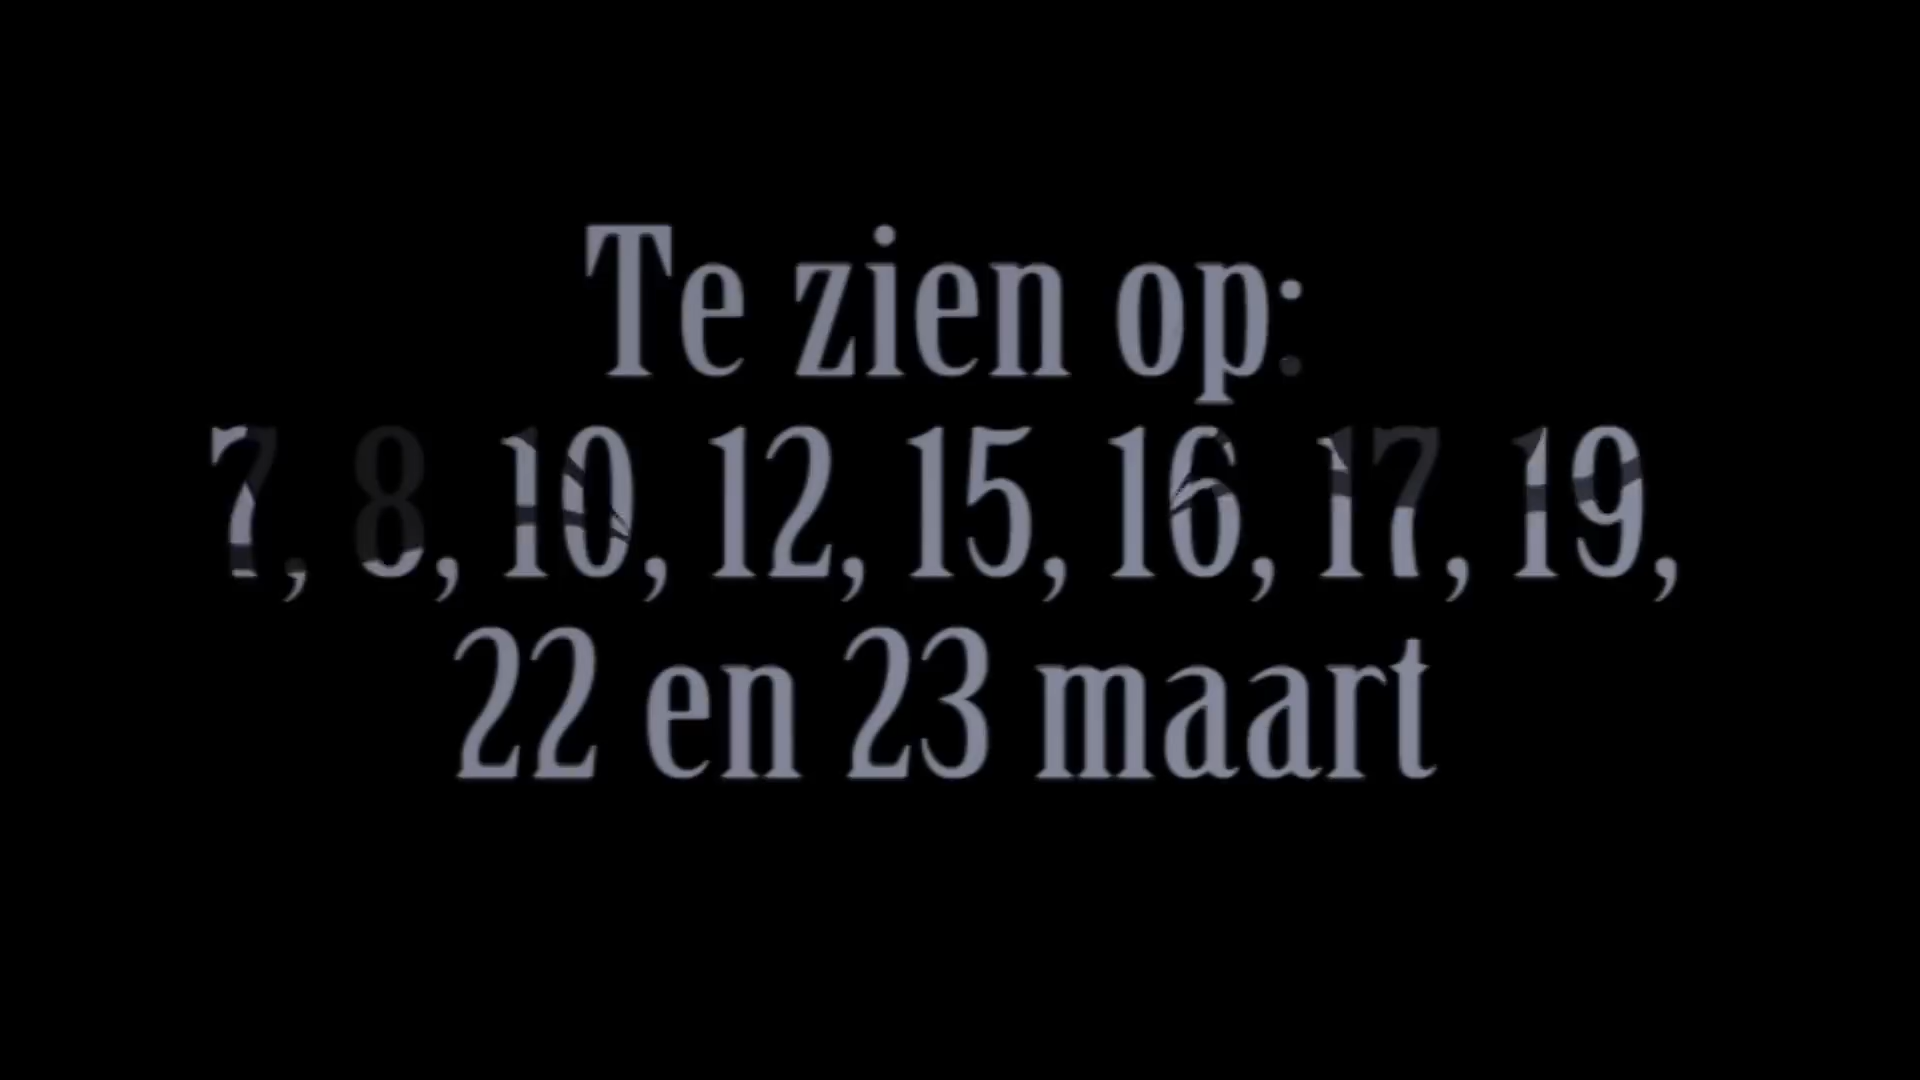 Te zien op:
7, 8, 10, 12, 15, 16, 17, 19,
22 en 23 maart